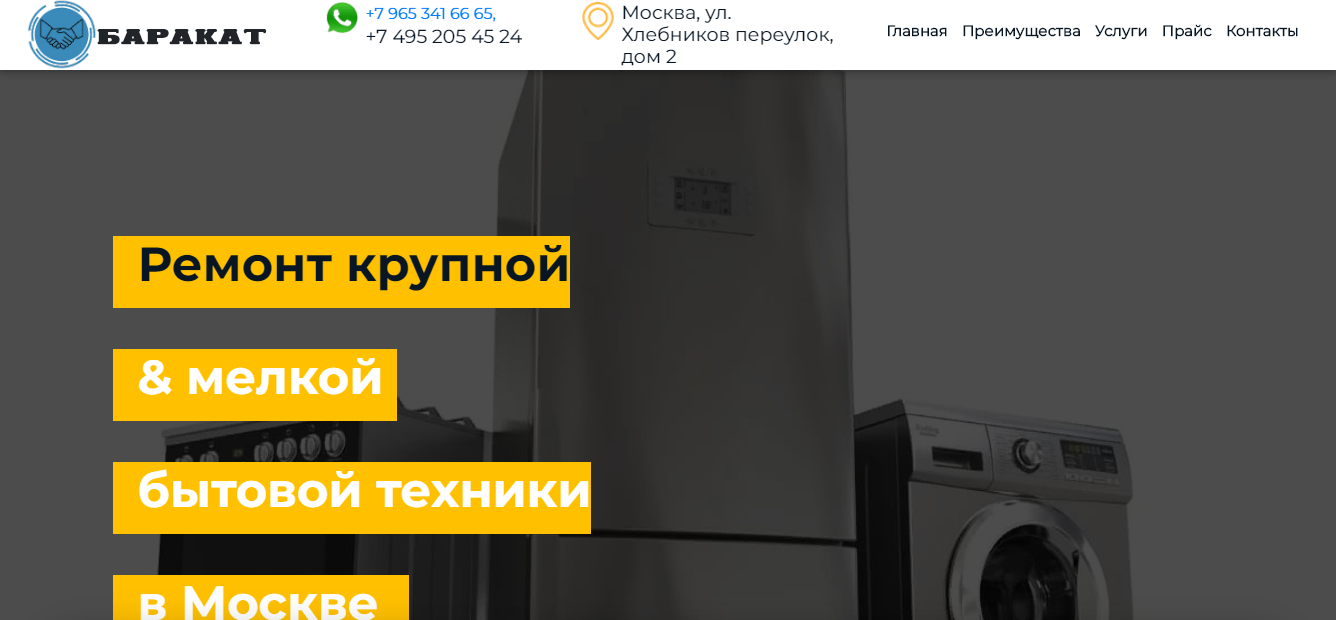 БАРАКАТ
+7 965 341 66 65,
+7 495 205 45 24
Москва, ул.
Хлебников переулок,
дом 2
Главная Преимущества Услуги Прайс Контакты
Ремонт крупной
& мелкой
бытовой техники
в Москве